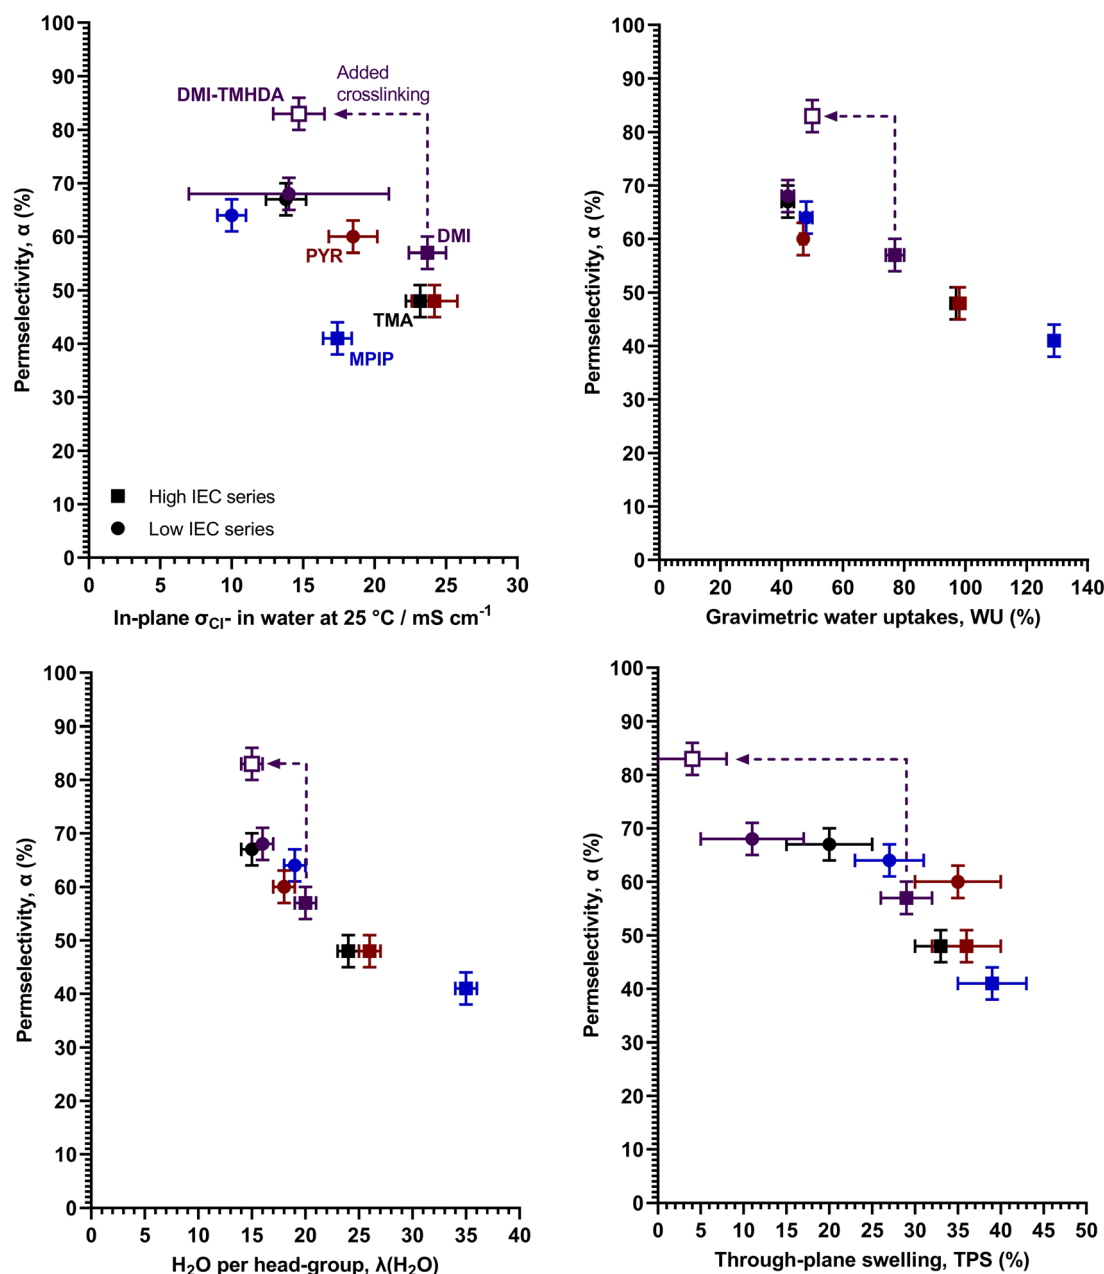 100
90
80
70
60
50
40
30
20
10
0
Permselectivity, α (%)
DMI-TMHDA
Added
crosslinking
DMI
PYR
TMA
MPIP
High IEC series
Low IEC series
0 5 10 15 20 25 30
In-plane σCl- in water at 25 °C / mS cm-1
100
90
80
70
60
50
40
30
20
10
0
Permselectivity, α (%)
0 20 40 60 80 100 120 140
Gravimetric water uptakes, WU (%)
100
90
80
70
60
50
40
30
20
10
0
Permselectivity, α (%)
0 5 10 15 20 25 30 35 40
H2O per head-group, λ(H2O)
100
90
80
70
60
50
40
30
20
10
0
Permselectivity, α (%)
0 5 10 15 20 25 30 35 40 45 50
Through-plane swelling, TPS (%)